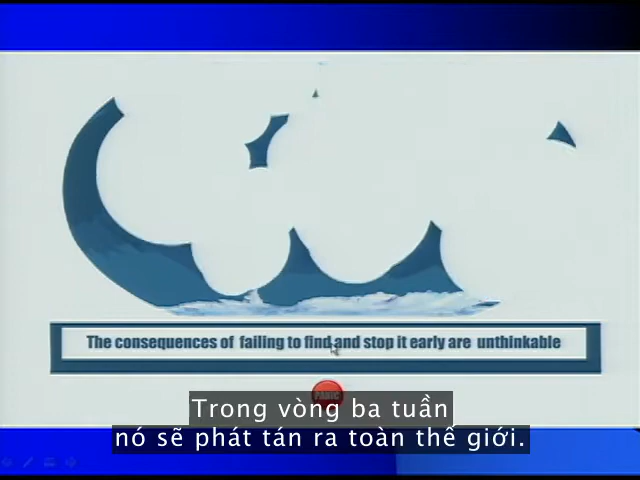 The consequences of failing to find and stop it early are unthinkable
PANIC
Trong vòng ba tuần
nó sẽ phát tán ra toàn thế giới.